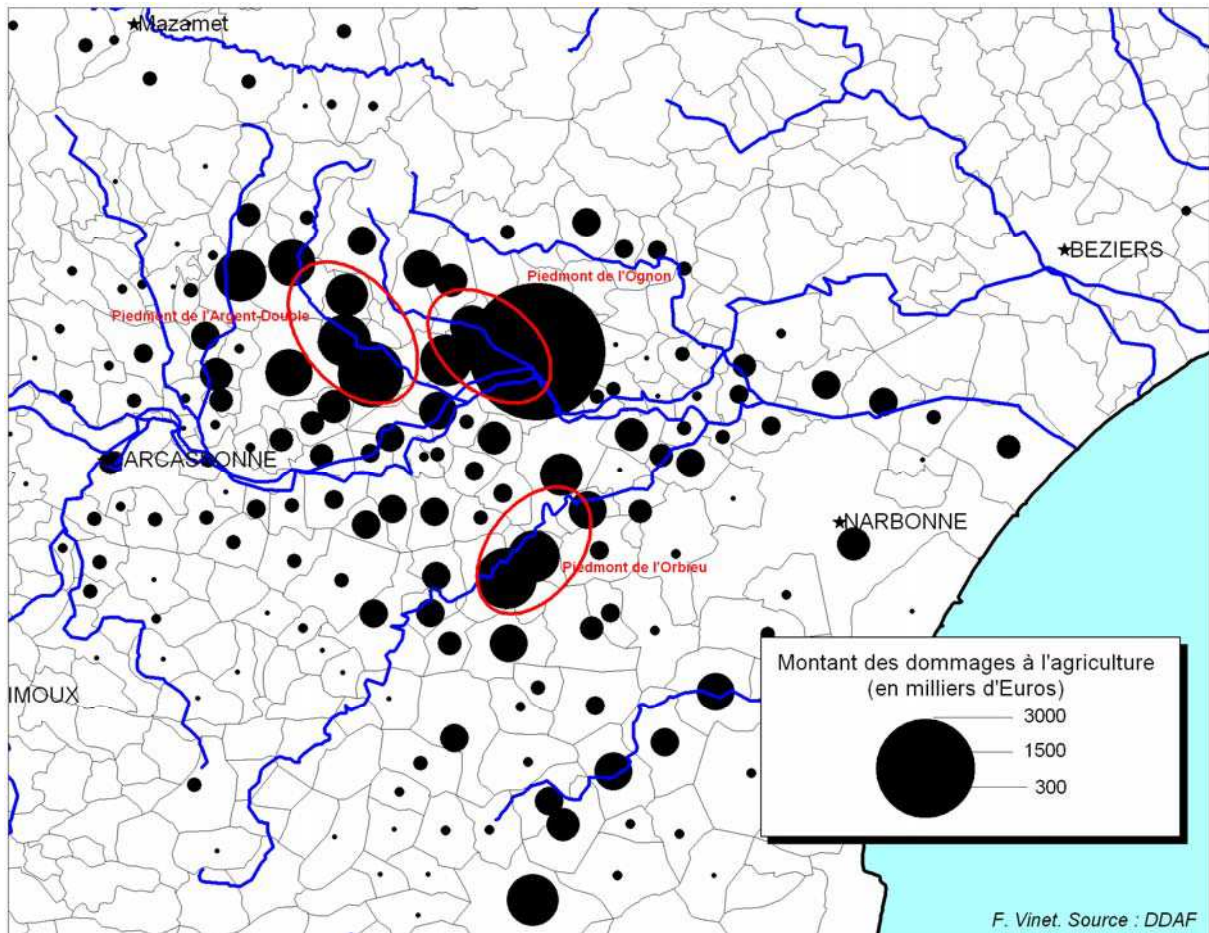 Mazamet
Piedmont de l'Ognon
BEZIERS
Piedmont de l'Argent-Double
ARCASSONNE
NARBONNE
Piedmont de l'Orbieu
IMOUX
Montant des dommages à l'agriculture
(en milliers d'Euros)
3000
1500
300
F. Vinet. Source : DDAF